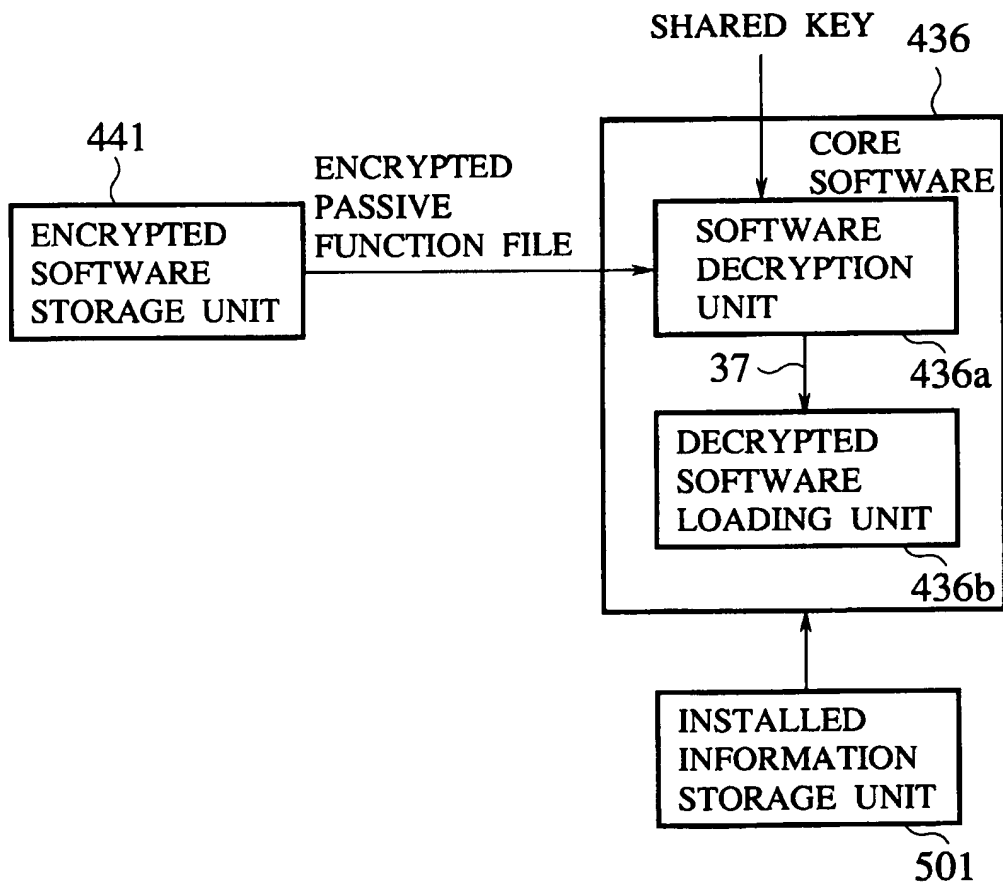 SHARED KEY
436
441
ENCRYPTED
PASSIVE
FUNCTION FILE
CORE
SOFTWARE
ENCRYPTED
SOFTWARE
STORAGE UNIT
SOFTWARE
DECRYPTION
UNIT
37
436a
DECRYPTED
SOFTWARE
LOADING UNIT
436b
INSTALLED
INFORMATION
STORAGE UNIT
501